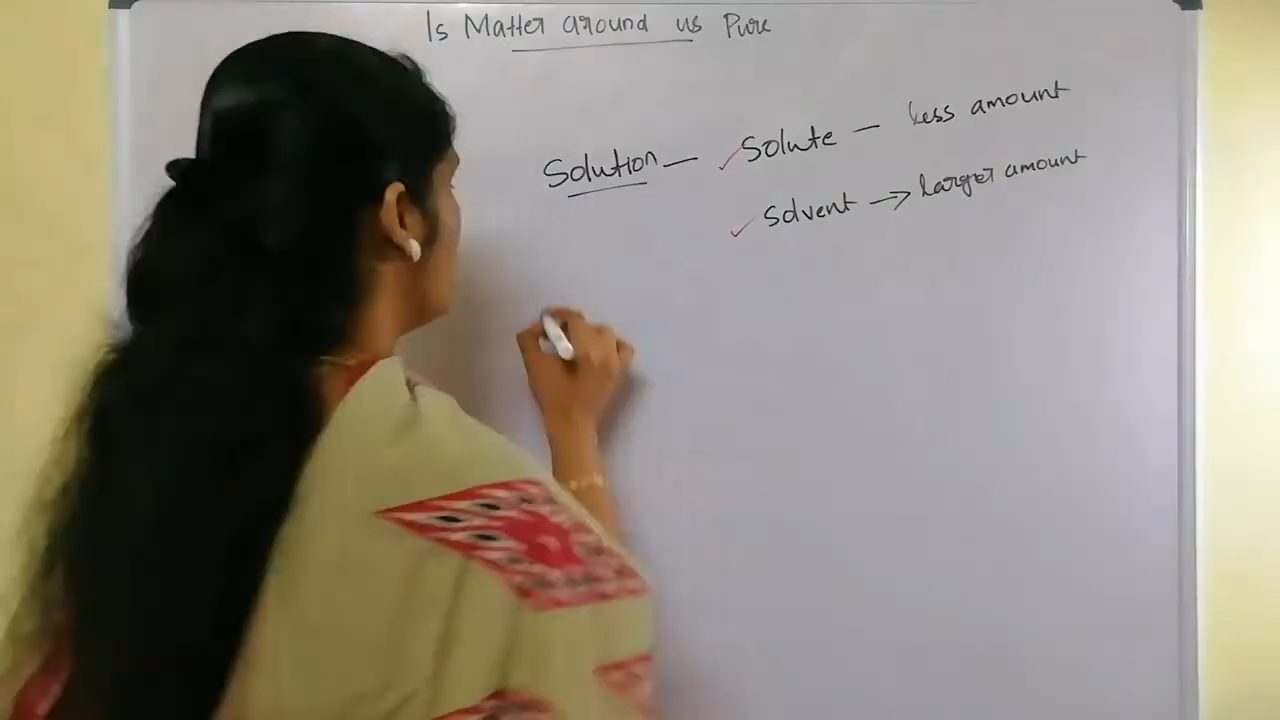 Is Matter around us Pure
Solution — ✓Solute — less amount
✓ Solvent → larger amount